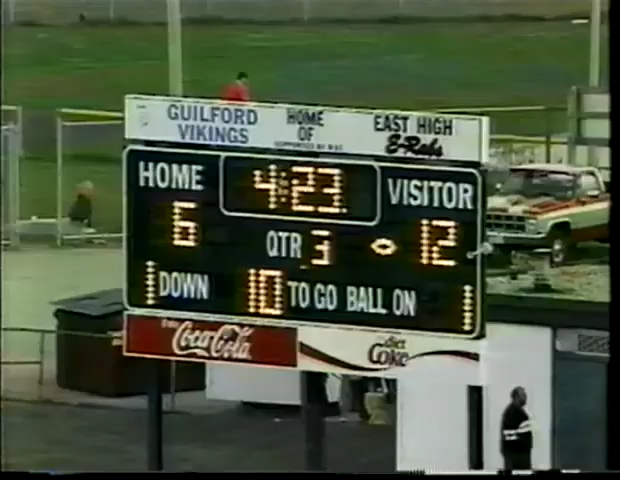 GUILFORD VIKINGS
HOME OF
EAST HIGH E-Rabs
HOME 4:23 VISITOR
6 QTR 3 12
1 DOWN 10 TO GO BALL ON 1
Coca-Cola
diet Coke